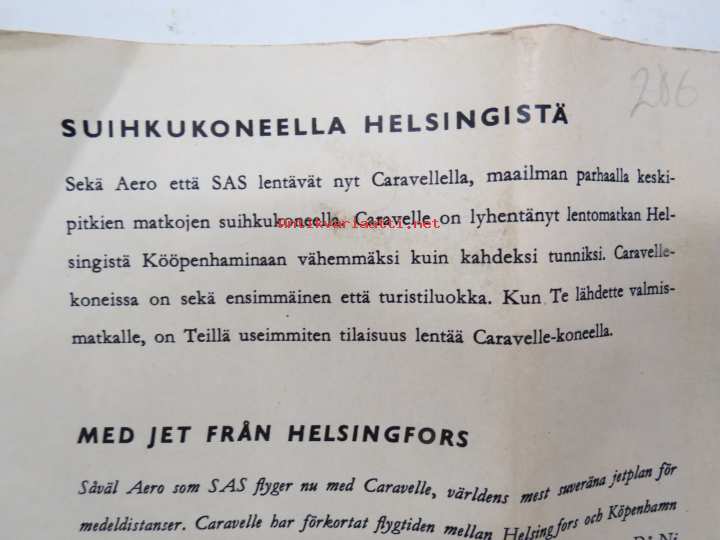 286
SUIHKUKONEELLA HELSINGISTÄ
Sekä Aero että SAS lentävät nyt Caravellella, maailman parhaalla keski-
pitkien matkojen suihkukoneella. Caravelle on lyhentänyt lentomatkan Hel-
antikvariaatti.net
singistä Kööpenhaminaan vähemmäksi kuin kahdeksi tunniksi. Caravelle-
koneissa on sekä ensimmäinen että turistiluokka. Kun Te lähdette valmis-
matkalle, on Teillä useimmiten tilaisuus lentää Caravelle-koneella.
MED JET FRÅN HELSINGFORS
Såväl Aero som SAS flyger nu med Caravelle, världens mest suveräna jetplan för
medeldistanser. Caravelle har förkortat flygtiden mellan Helsingfors och Köpenhamn